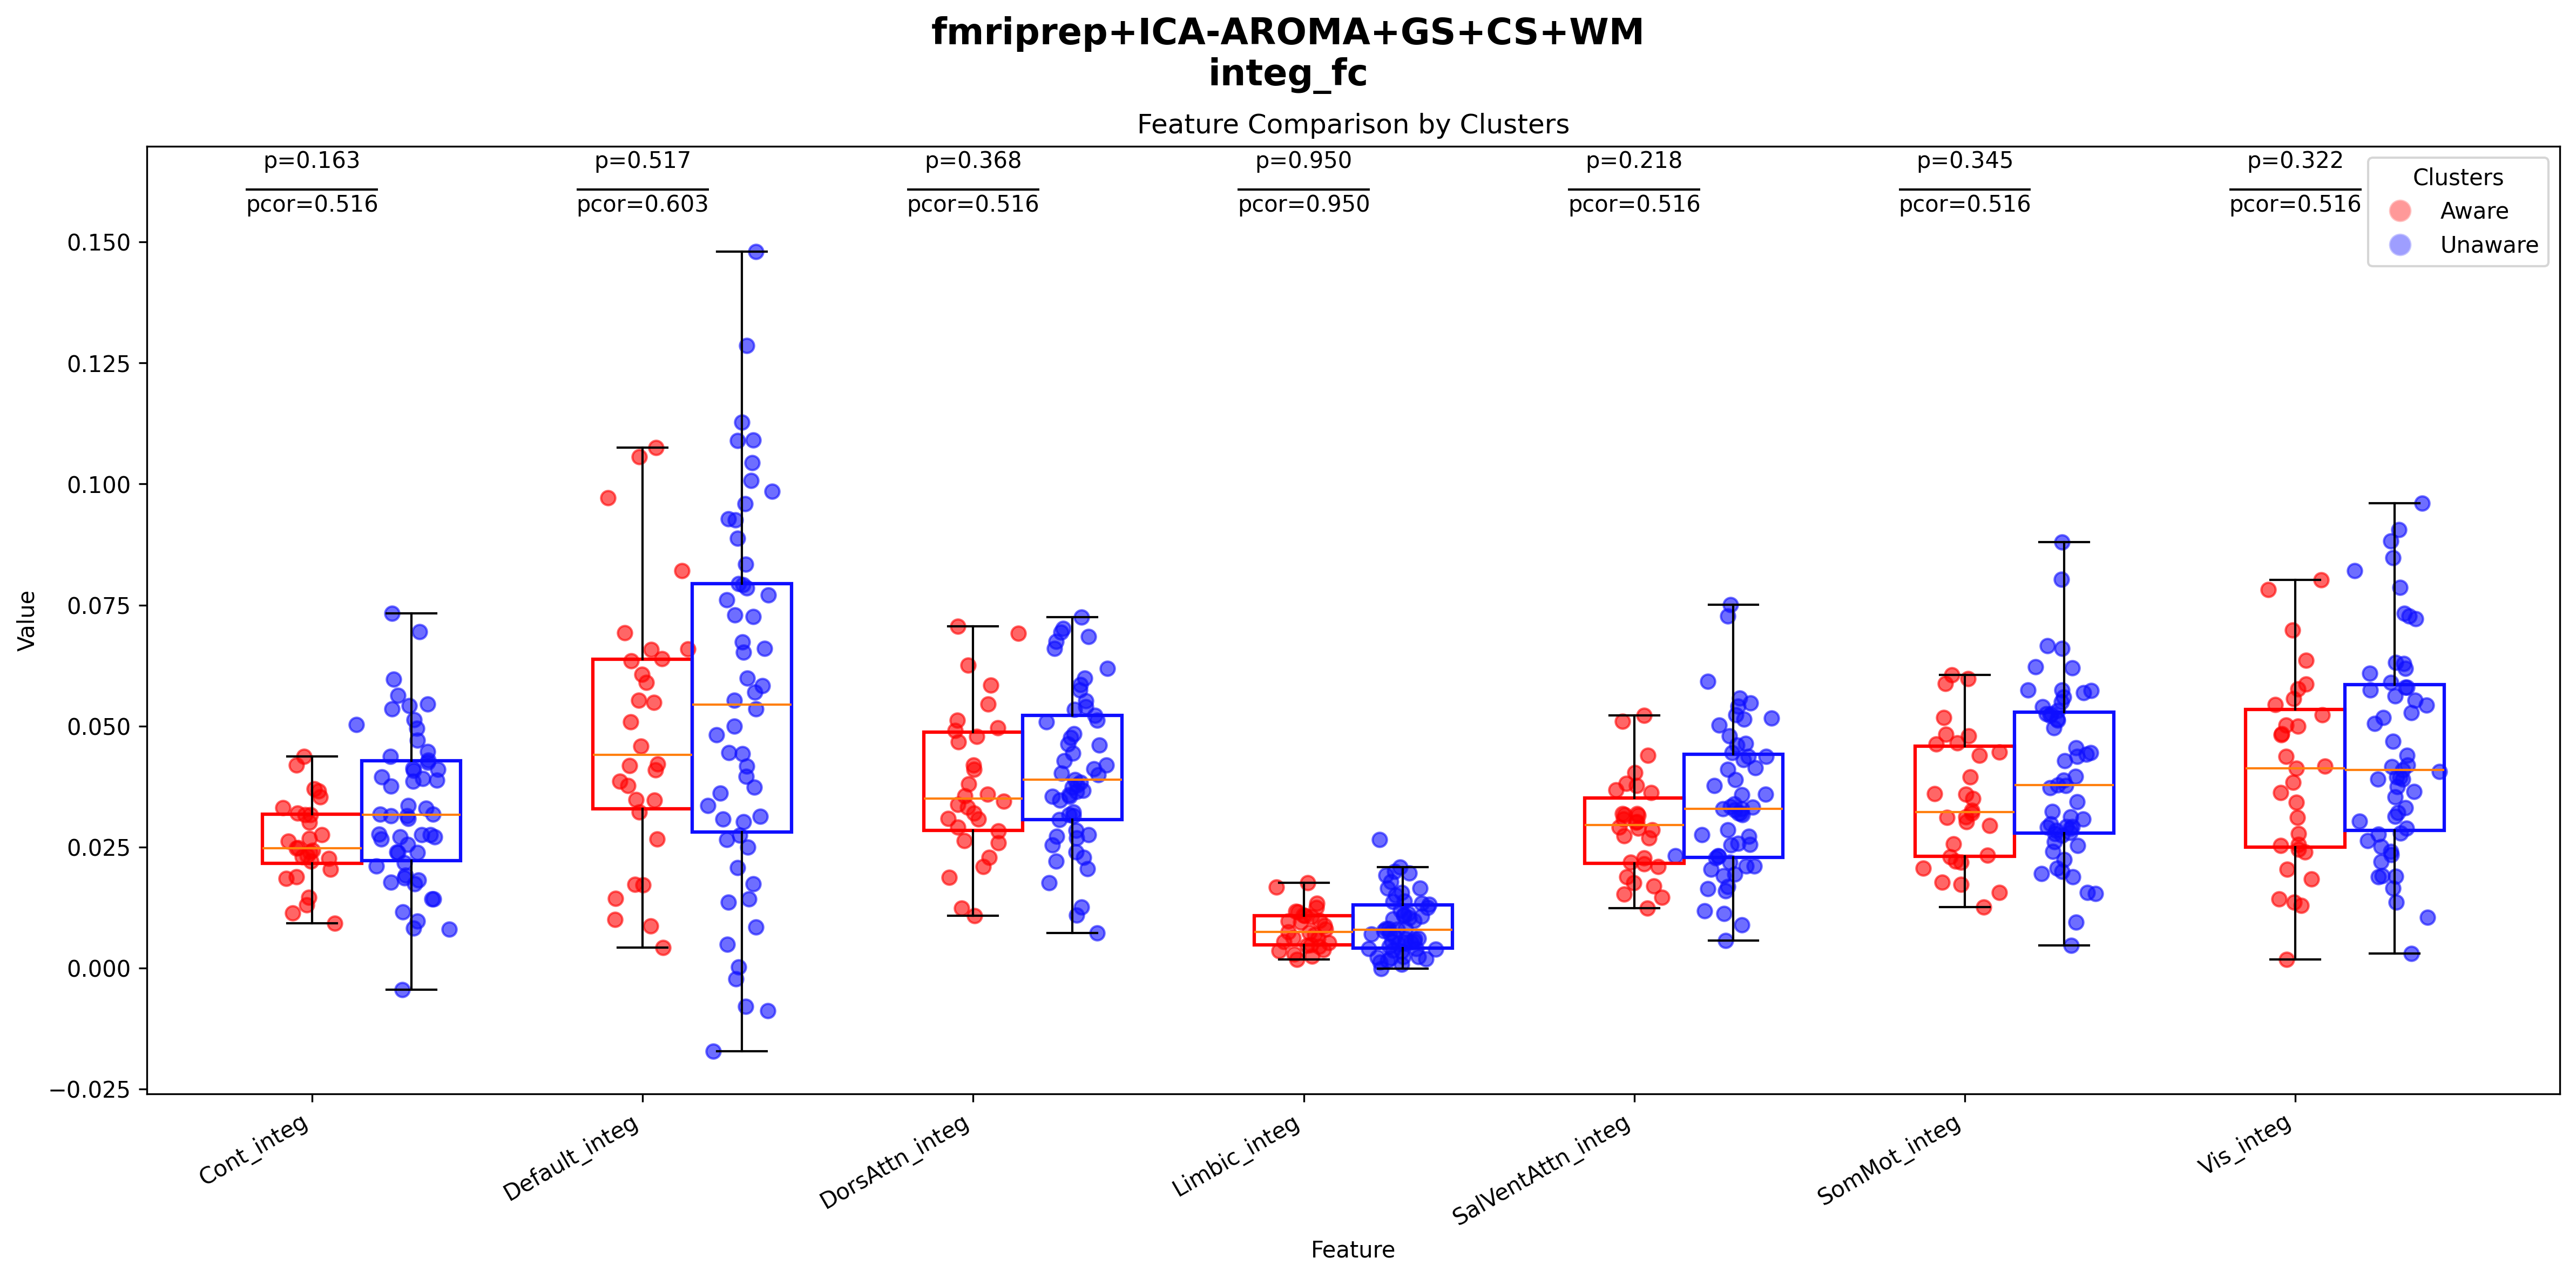 fmriprep+ICA-AROMA+GS+CS+WM
integ_fc
Feature Comparison by Clusters
p=0.163 p=0.517 p=0.368 p=0.950 p=0.218 p=0.345 p=0.322
pcor=0.516 pcor=0.603 pcor=0.516 pcor=0.950 pcor=0.516 pcor=0.516 pcor=0.516
Clusters
Aware
Unaware
Value
0.150
0.125
0.100
0.075
0.050
0.025
0.000
−0.025
Cont_integ Default_integ DorsAttn_integ Limbic_integ SalVentAttn_integ SomMot_integ Vis_integ
Feature